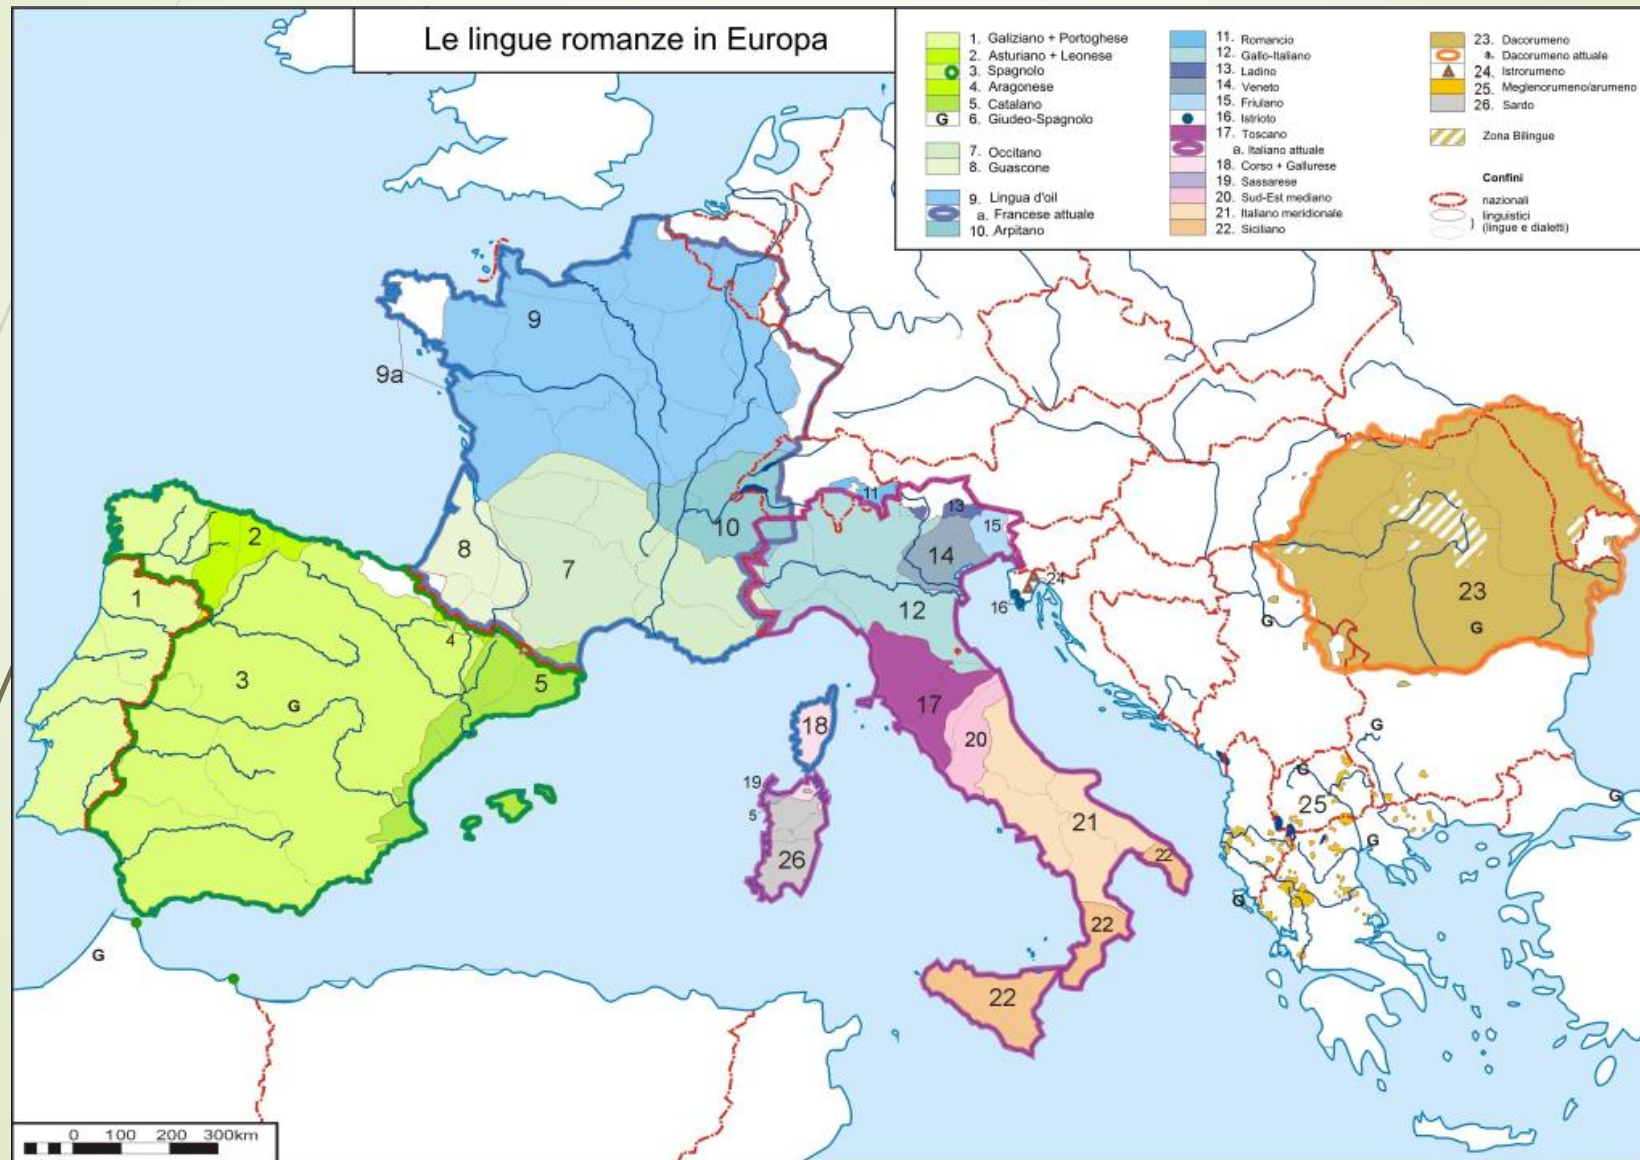 Le lingue romanze in Europa
1. Galiziano + Portoghese
2. Asturiano + Leonese
3. Spagnolo
4. Aragonese
5. Catalano
G 6. Giudeo-Spagnolo
7. Occitano
8. Guascone
9. Lingua d'oil
a. Francese attuale
10. Arpitano
11. Romancio
12. Gallo-Italiano
13. Ladino
14. Veneto
15. Friulano
16. Istrioto
17. Toscano
a. Italiano attuale
18. Corso + Gallurese
19. Sassarese
20. Sud-Est mediano
21. Italiano meridionale
22. Siciliano
23. Dacorumeno
a. Dacorumeno attuale
24. Istrorumeno
25. Meglenorumeno/arumeno
26. Sardo
Zona Bilingue
Confini
nazionali
linguistici
(lingue e dialetti)
9
9a
11
13
15
10
2
8
14
7
24
1
16
12
23
G
G
4
3
5
G
17
18
20
G
19
G
25
G
5
21
G
26
22
G
22
G
22
0 100 200 300km